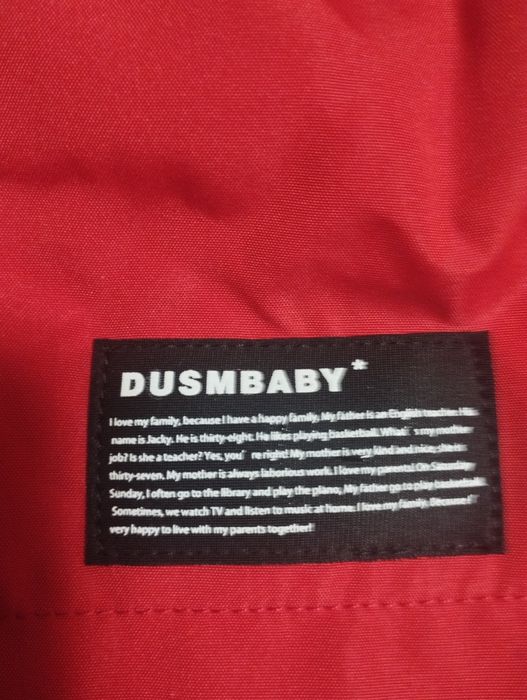 DUSMBABY*
I love my family, because I have a happy family. My father is an English teacher. His
name is Jacky. He is thirty-eight. He likes playing basketball. What's my mother
job? Is she a teacher? Yes, you're right! My mother is very kind and nice, she is
thirty-seven. My mother is always laborious work. I love my parents! On Saturday
Sunday, I often go to the library and play the piano, My father go to play basketball.
Sometimes, we watch TV and listen to music at home. I love my family. Because I
very happy to live with my parents together!